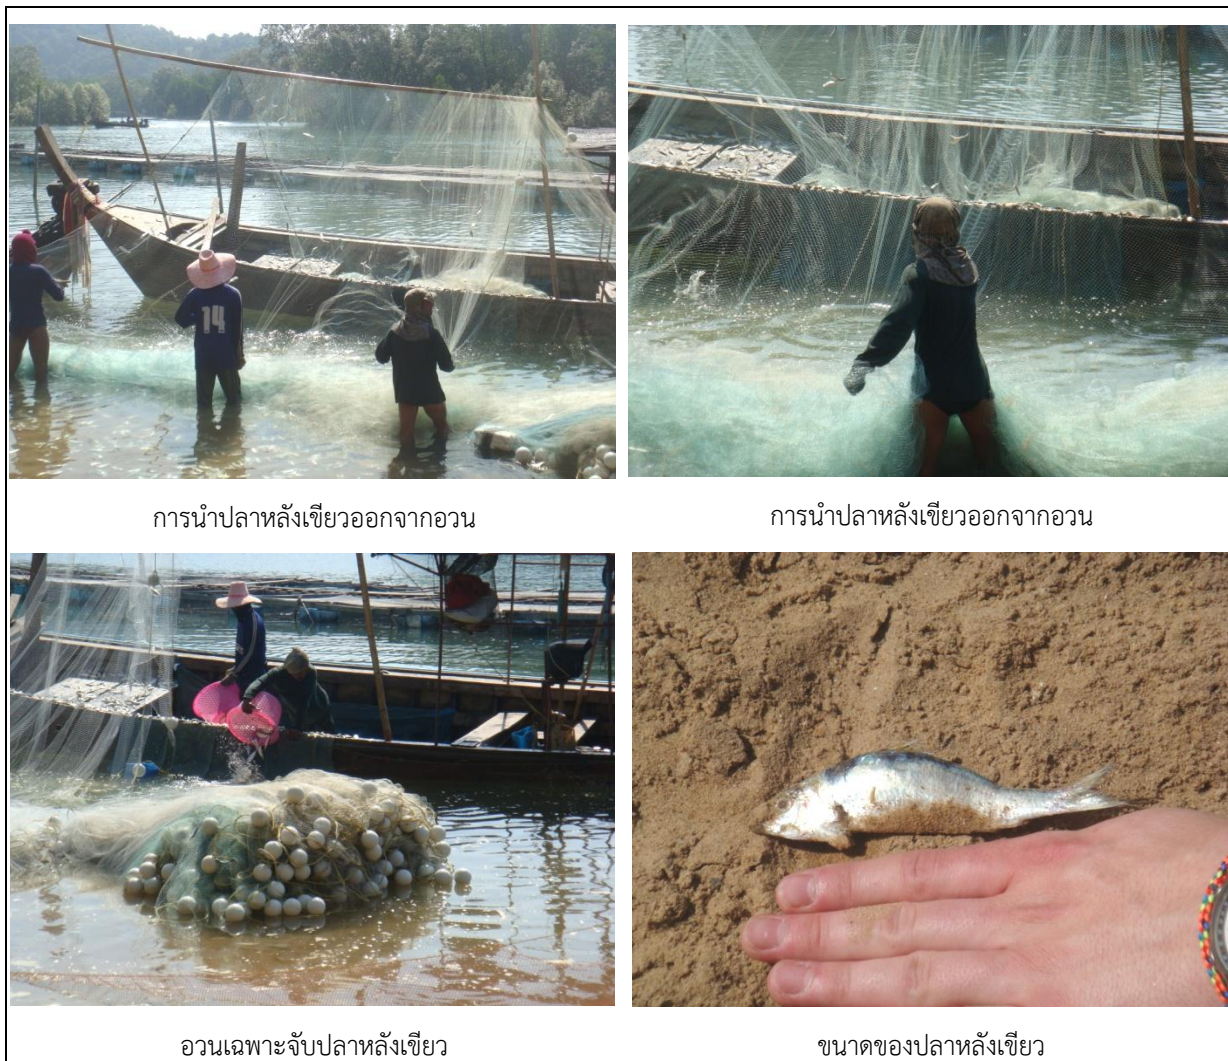 14
การนำปลาหลังเขียวออกจากอวน
การนำปลาหลังเขียวออกจากอวน
อวนเฉพาะจับปลาหลังเขียว
ขนาดของปลาหลังเขียว